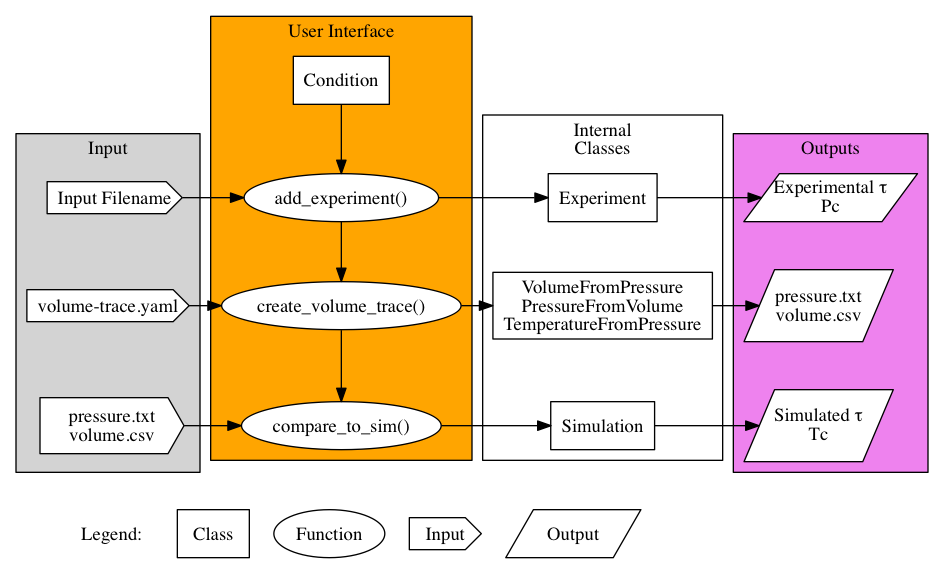 User Interface
Condition
Internal
Classes
Input
Outputs
Input Filename
add_experiment()
Experiment
Experimental τ
Pc
volume-trace.yaml
create_volume_trace()
VolumeFromPressure
PressureFromVolume
TemperatureFromPressure
pressure.txt
volume.csv
pressure.txt
volume.csv
compare_to_sim()
Simulation
Simulated τ
Tc
Legend:
Class
Function
Input
Output